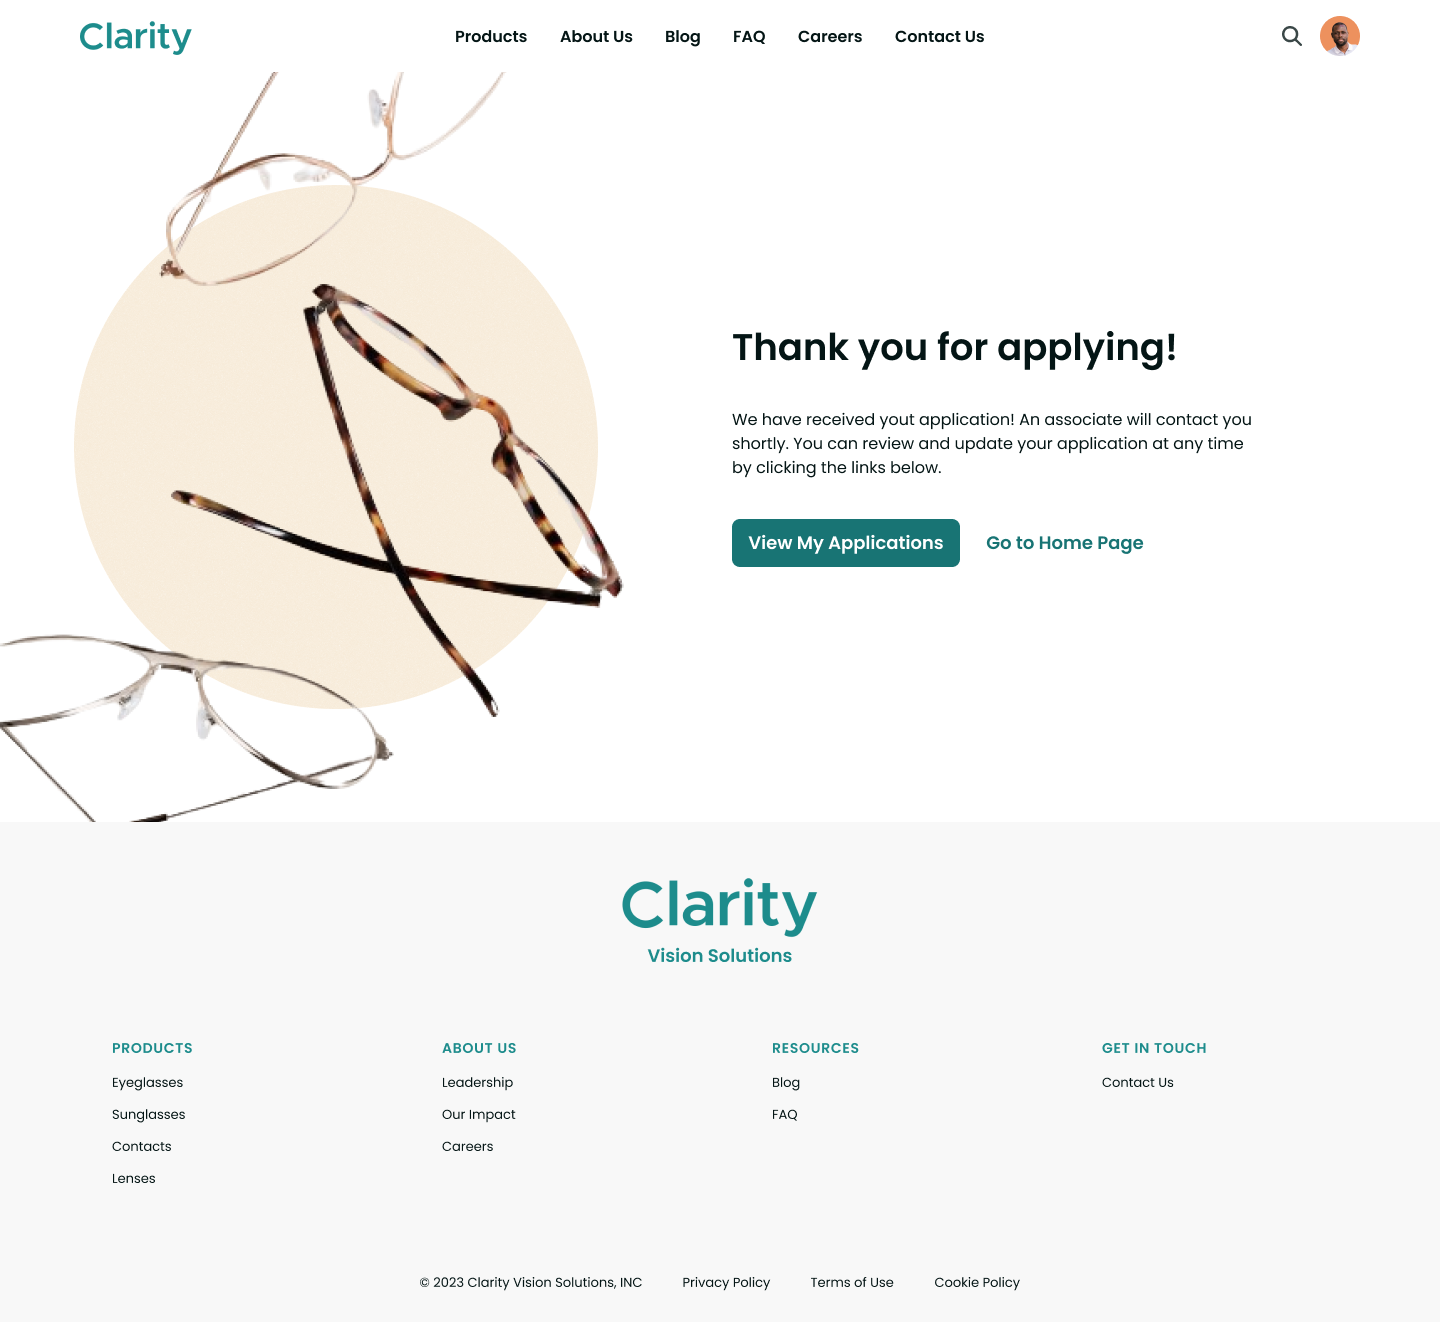 Clarity
Products
About Us
Blog
FAQ
Careers
Contact Us
Thank you for applying!
We have received yout application! An associate will contact you
shortly. You can review and update your application at any time
by clicking the links below.
View My Applications
Go to Home Page
Clarity
Vision Solutions
PRODUCTS
Eyeglasses
Sunglasses
Contacts
Lenses
ABOUT US
Leadership
Our Impact
Careers
RESOURCES
Blog
FAQ
GET IN TOUCH
Contact Us
© 2023 Clarity Vision Solutions, INC
Privacy Policy
Terms of Use
Cookie Policy